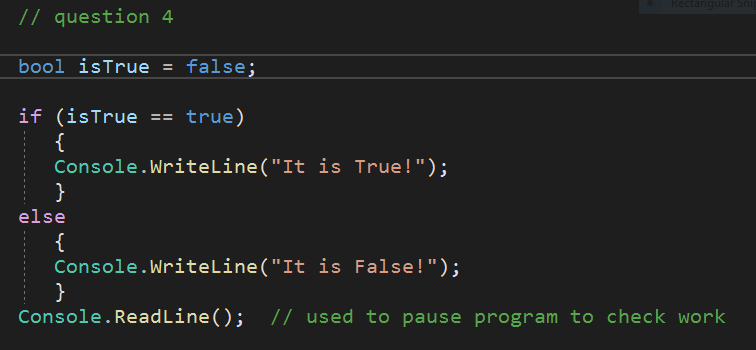 Rectangular Snip
// question 4
bool isTrue = false;
if (isTrue == true)
{
Console.WriteLine("It is True!");
}
else
{
Console.WriteLine("It is False!");
}
Console.ReadLine();  // used to pause program to check work